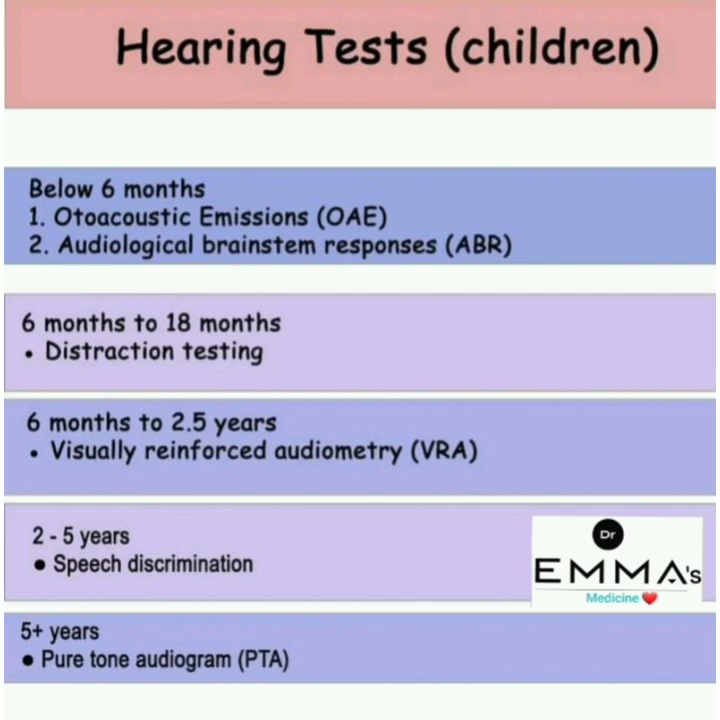 Hearing Tests (children)
Below 6 months
1. Otoacoustic Emissions (OAE)
2. Audiological brainstem responses (ABR)
6 months to 18 months
• Distraction testing
6 months to 2.5 years
• Visually reinforced audiometry (VRA)
2 - 5 years
● Speech discrimination
Dr
EMMA's
Medicine ❤️
5+ years
● Pure tone audiogram (PTA)